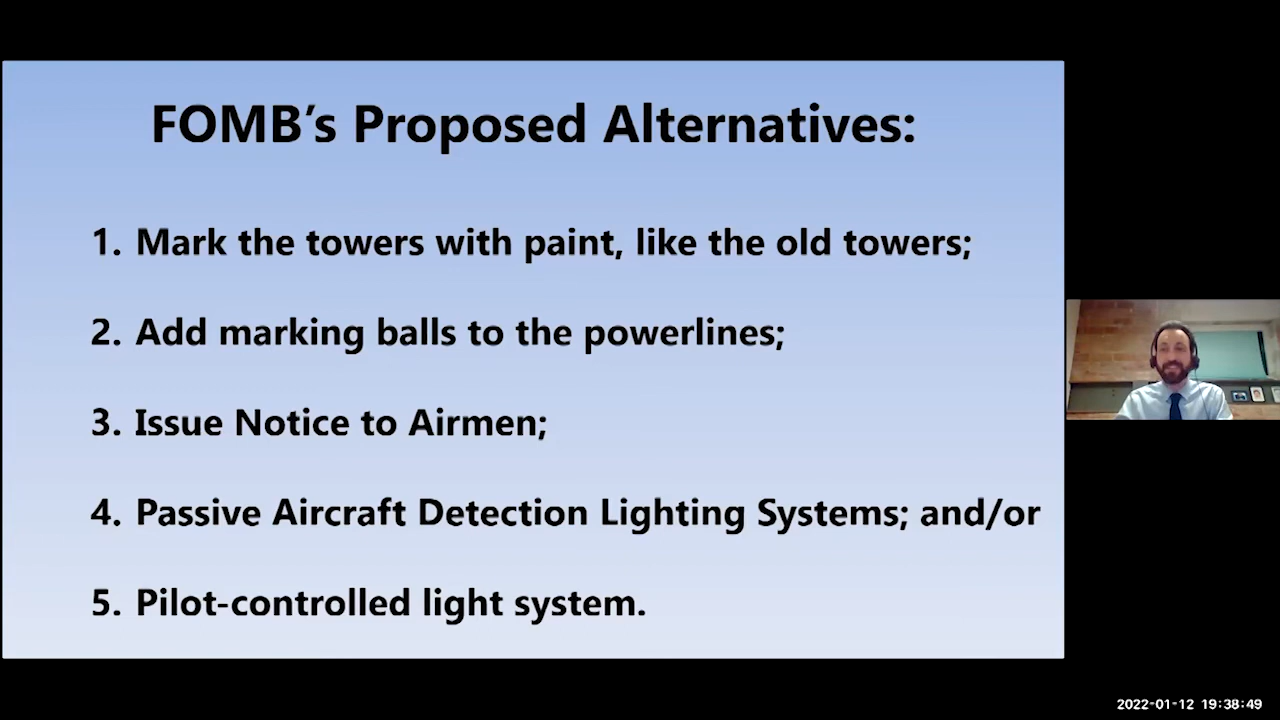 FOMB’s Proposed Alternatives:
1. Mark the towers with paint, like the old towers;
2. Add marking balls to the powerlines;
3. Issue Notice to Airmen;
4. Passive Aircraft Detection Lighting Systems; and/or
5. Pilot-controlled light system.
2022-01-12 19:38:49